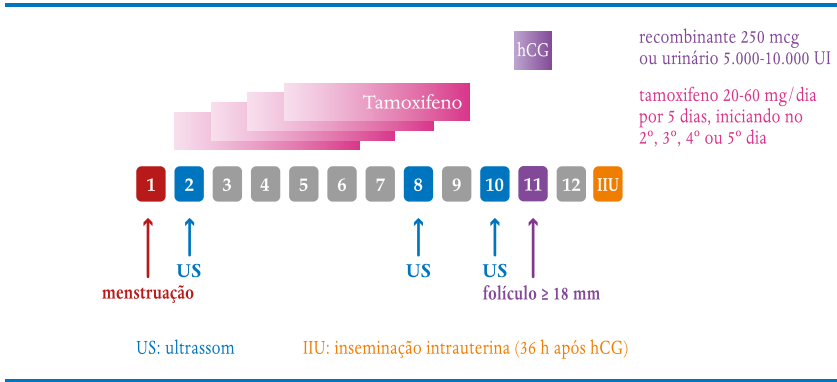 hCG
recombinante 250 mcg
ou urinário 5.000-10.000 UI
Tamoxifeno
tamoxifeno 20-60 mg/dia
por 5 dias, iniciando no
2º, 3º, 4º ou 5º dia
1 2 3 4 5 6 7 8 9 10 11 12 IIU
US US US
menstruação folículo ≥ 18 mm
US: ultrassom IIU: inseminação intrauterina (36 h após hCG)